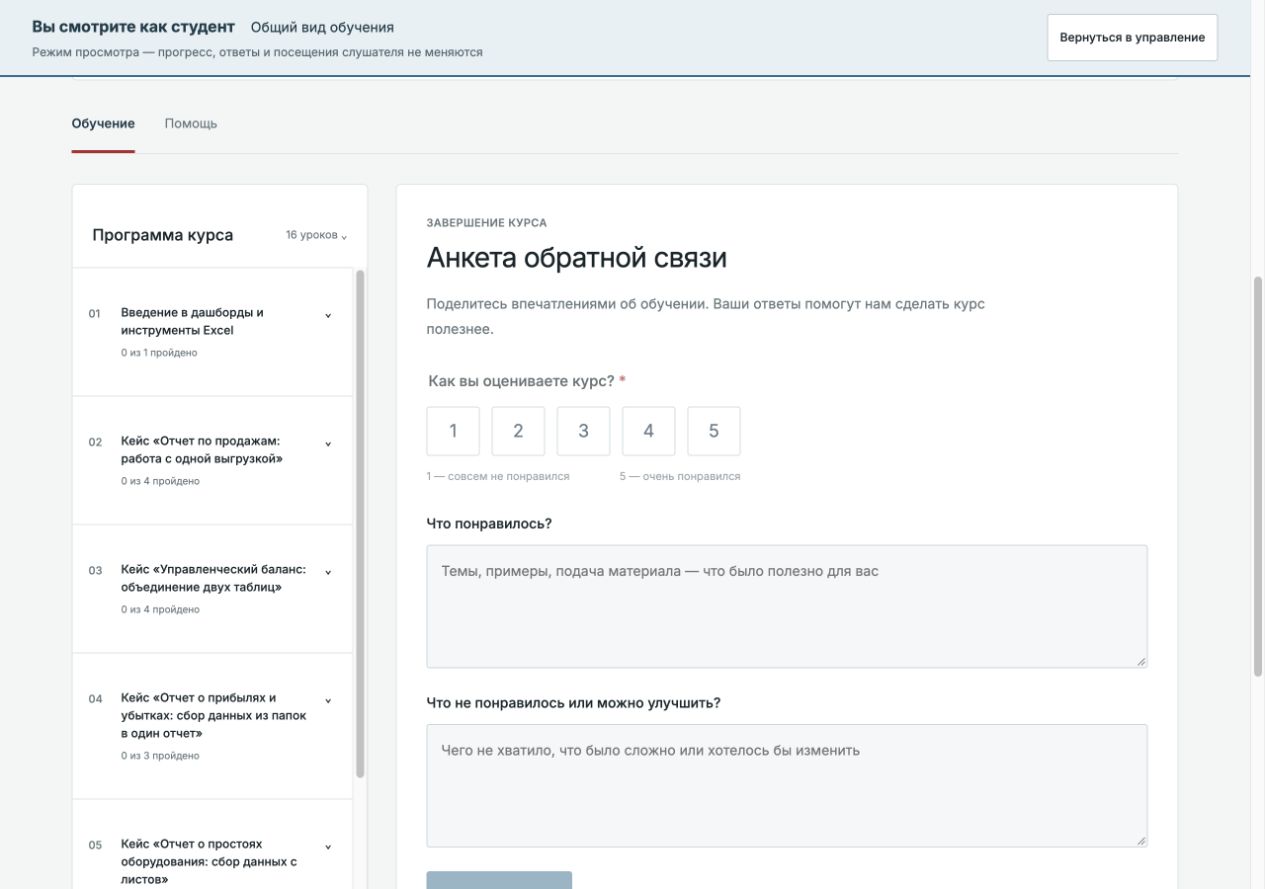 Вы смотрите как студент Общий вид обучения
Режим просмотра — прогресс, ответы и посещения слушателя не меняются
Вернуться в управление
Обучение Помощь
Программа курса 16 уроков
01 Введение в дашборды и
инструменты Excel
0 из 1 пройдено
02 Кейс «Отчет по продажам:
работа с одной выгрузкой»
0 из 4 пройдено
03 Кейс «Управленческий баланс:
объединение двух таблиц»
0 из 4 пройдено
04 Кейс «Отчет о прибылях и
убытках: сбор данных из папок
в один отчет»
0 из 3 пройдено
05 Кейс «Отчет о простоях
оборудования: сбор данных с
листов»
ЗАВЕРШЕНИЕ КУРСА
Анкета обратной связи
Поделитесь впечатлениями об обучении. Ваши ответы помогут нам сделать курс
полезнее.
Как вы оцениваете курс? *
1 2 3 4 5
1 — совсем не понравился 5 — очень понравился
Что понравилось?
Темы, примеры, подача материала — что было полезно для вас
Что не понравилось или можно улучшить?
Чего не хватило, что было сложно или хотелось бы изменить